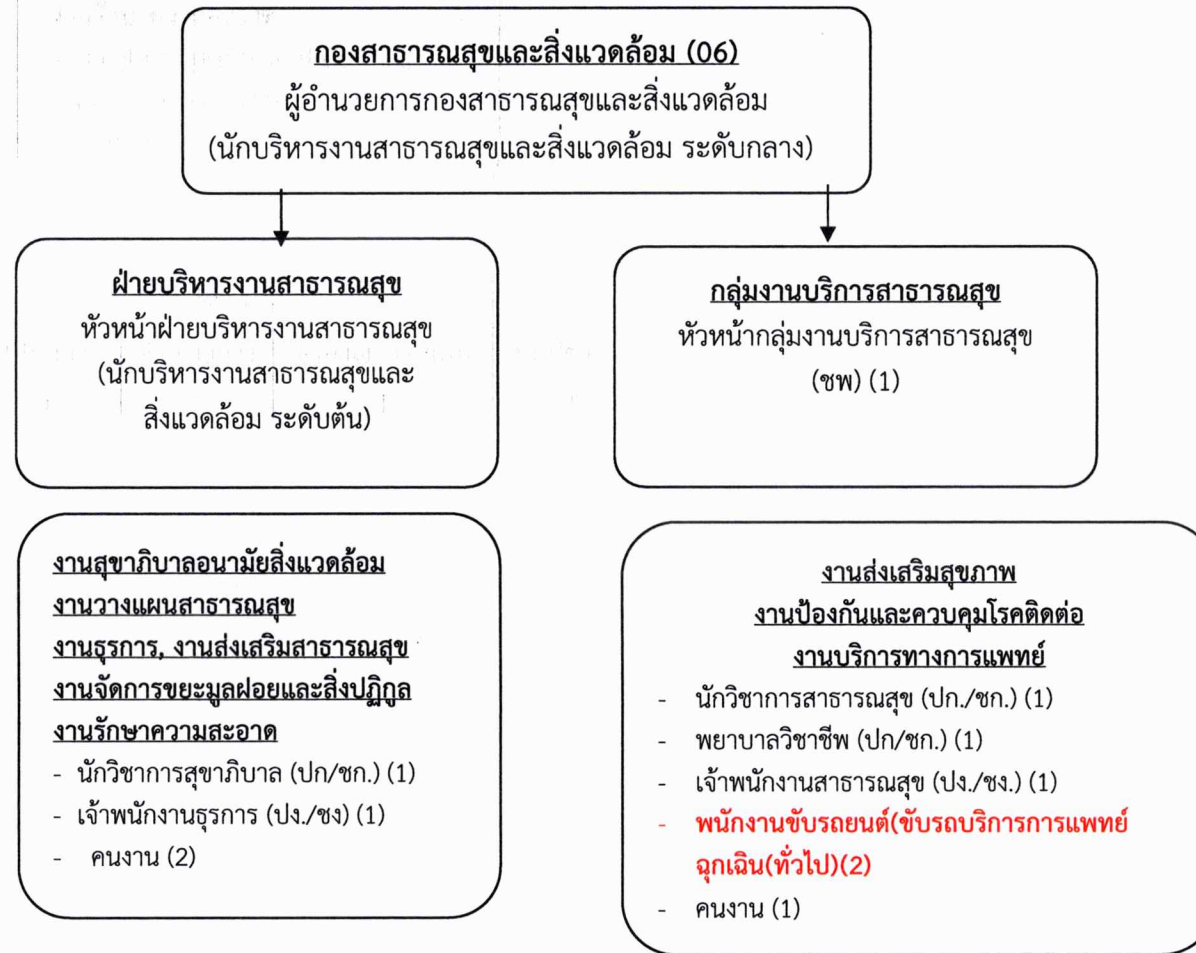 กองสาธารณสุขและสิ่งแวดล้อม (06)
ผู้อำนวยการกองสาธารณสุขและสิ่งแวดล้อม
(นักบริหารงานสาธารณสุขและสิ่งแวดล้อม ระดับกลาง)
ฝ่ายบริหารงานสาธารณสุข
หัวหน้าฝ่ายบริหารงานสาธารณสุข
(นักบริหารงานสาธารณสุขและ
สิ่งแวดล้อม ระดับต้น)
กลุ่มงานบริการสาธารณสุข
หัวหน้ากลุ่มงานบริการสาธารณสุข
(ชพ) (1)
งานสุขาภิบาลอนามัยสิ่งแวดล้อม
งานวางแผนสาธารณสุข
งานธุรการ, งานส่งเสริมสาธารณสุข
งานจัดการขยะมูลฝอยและสิ่งปฏิกูล
งานรักษาความสะอาด
- นักวิชาการสุขาภิบาล (ปก/ชก.) (1)
- เจ้าพนักงานธุรการ (ปง./ชง) (1)
- คนงาน (2)
งานส่งเสริมสุขภาพ
งานป้องกันและควบคุมโรคติดต่อ
งานบริการทางการแพทย์
- นักวิชาการสาธารณสุข (ปก./ชก.) (1)
- พยาบาลวิชาชีพ (ปก/ชก.) (1)
- เจ้าพนักงานสาธารณสุข (ปง./ชง.) (1)
- พนักงานขับรถยนต์(ขับรถบริการการแพทย์
ฉุกเฉิน(ทั่วไป)(2)
- คนงาน (1)